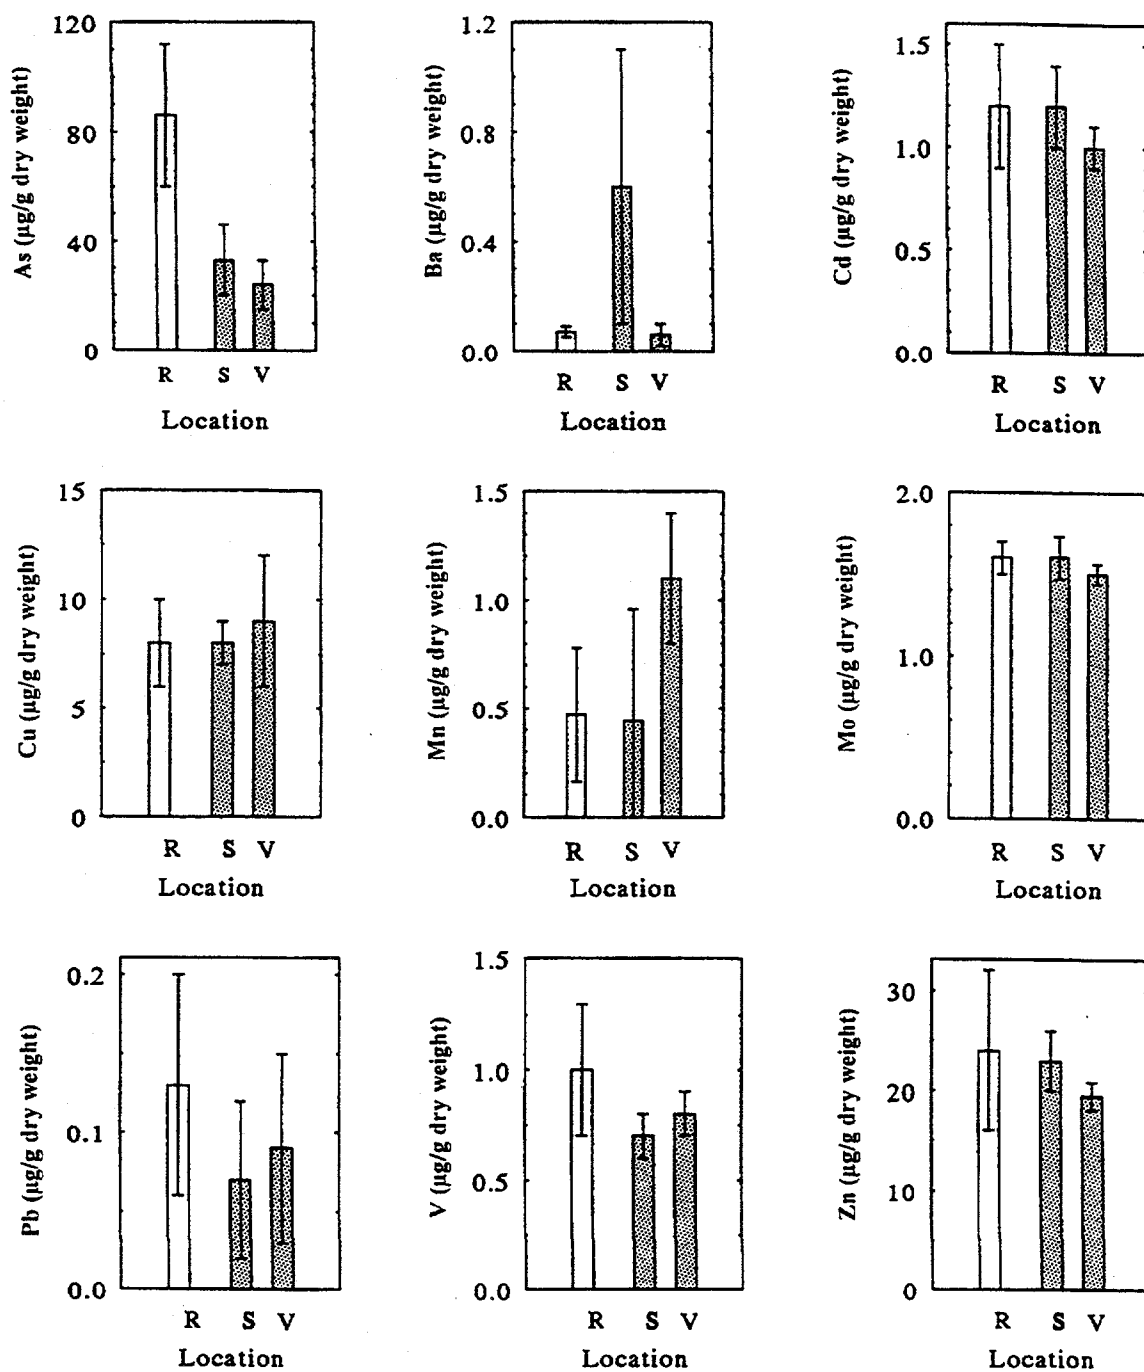 As (µg/g dry weight)
120
80
40
0
R S V
Location
Ba (µg/g dry weight)
1.2
0.8
0.4
0.0
R S V
Location
Cd (µg/g dry weight)
1.5
1.0
0.5
0.0
R S V
Location
Cu (µg/g dry weight)
15
10
5
0
R S V
Location
Mn (µg/g dry weight)
1.5
1.0
0.5
0.0
R S V
Location
Mo (µg/g dry weight)
2.0
1.0
0.0
R S V
Location
Pb (µg/g dry weight)
0.2
0.1
0.0
R S V
Location
V (µg/g dry weight)
1.5
1.0
0.5
0.0
R S V
Location
Zn (µg/g dry weight)
30
20
10
0
R S V
Location